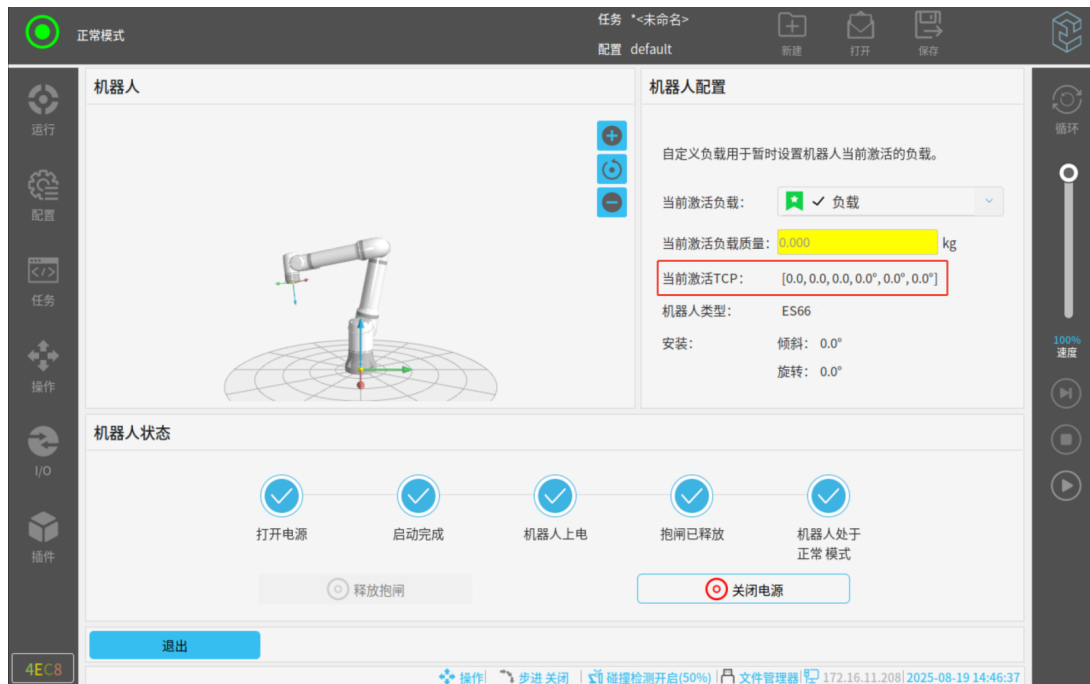 正常模式
任务 *<未命名>
配置 default
新建
打开
保存
运行
配置
任务
操作
I/O
插件
4EC8
机器人
机器人配置
自定义负载用于暂时设置机器人当前激活的负载。
当前激活负载： 负载
当前激活负载质量： 0.000 kg
当前激活TCP： [0.0, 0.0, 0.0, 0.0°, 0.0°, 0.0°]
机器人类型： ES66
安装： 倾斜： 0.0°
旋转： 0.0°
循环
100%
速度
机器人状态
打开电源
启动完成
机器人上电
抱闸已释放
机器人处于
正常 模式
释放抱闸
关闭电源
退出
操作| 步进 关闭 | 碰撞检测开启(50%) | 文件管理器| 172.16.11.208| 2025-08-19 14:46:37